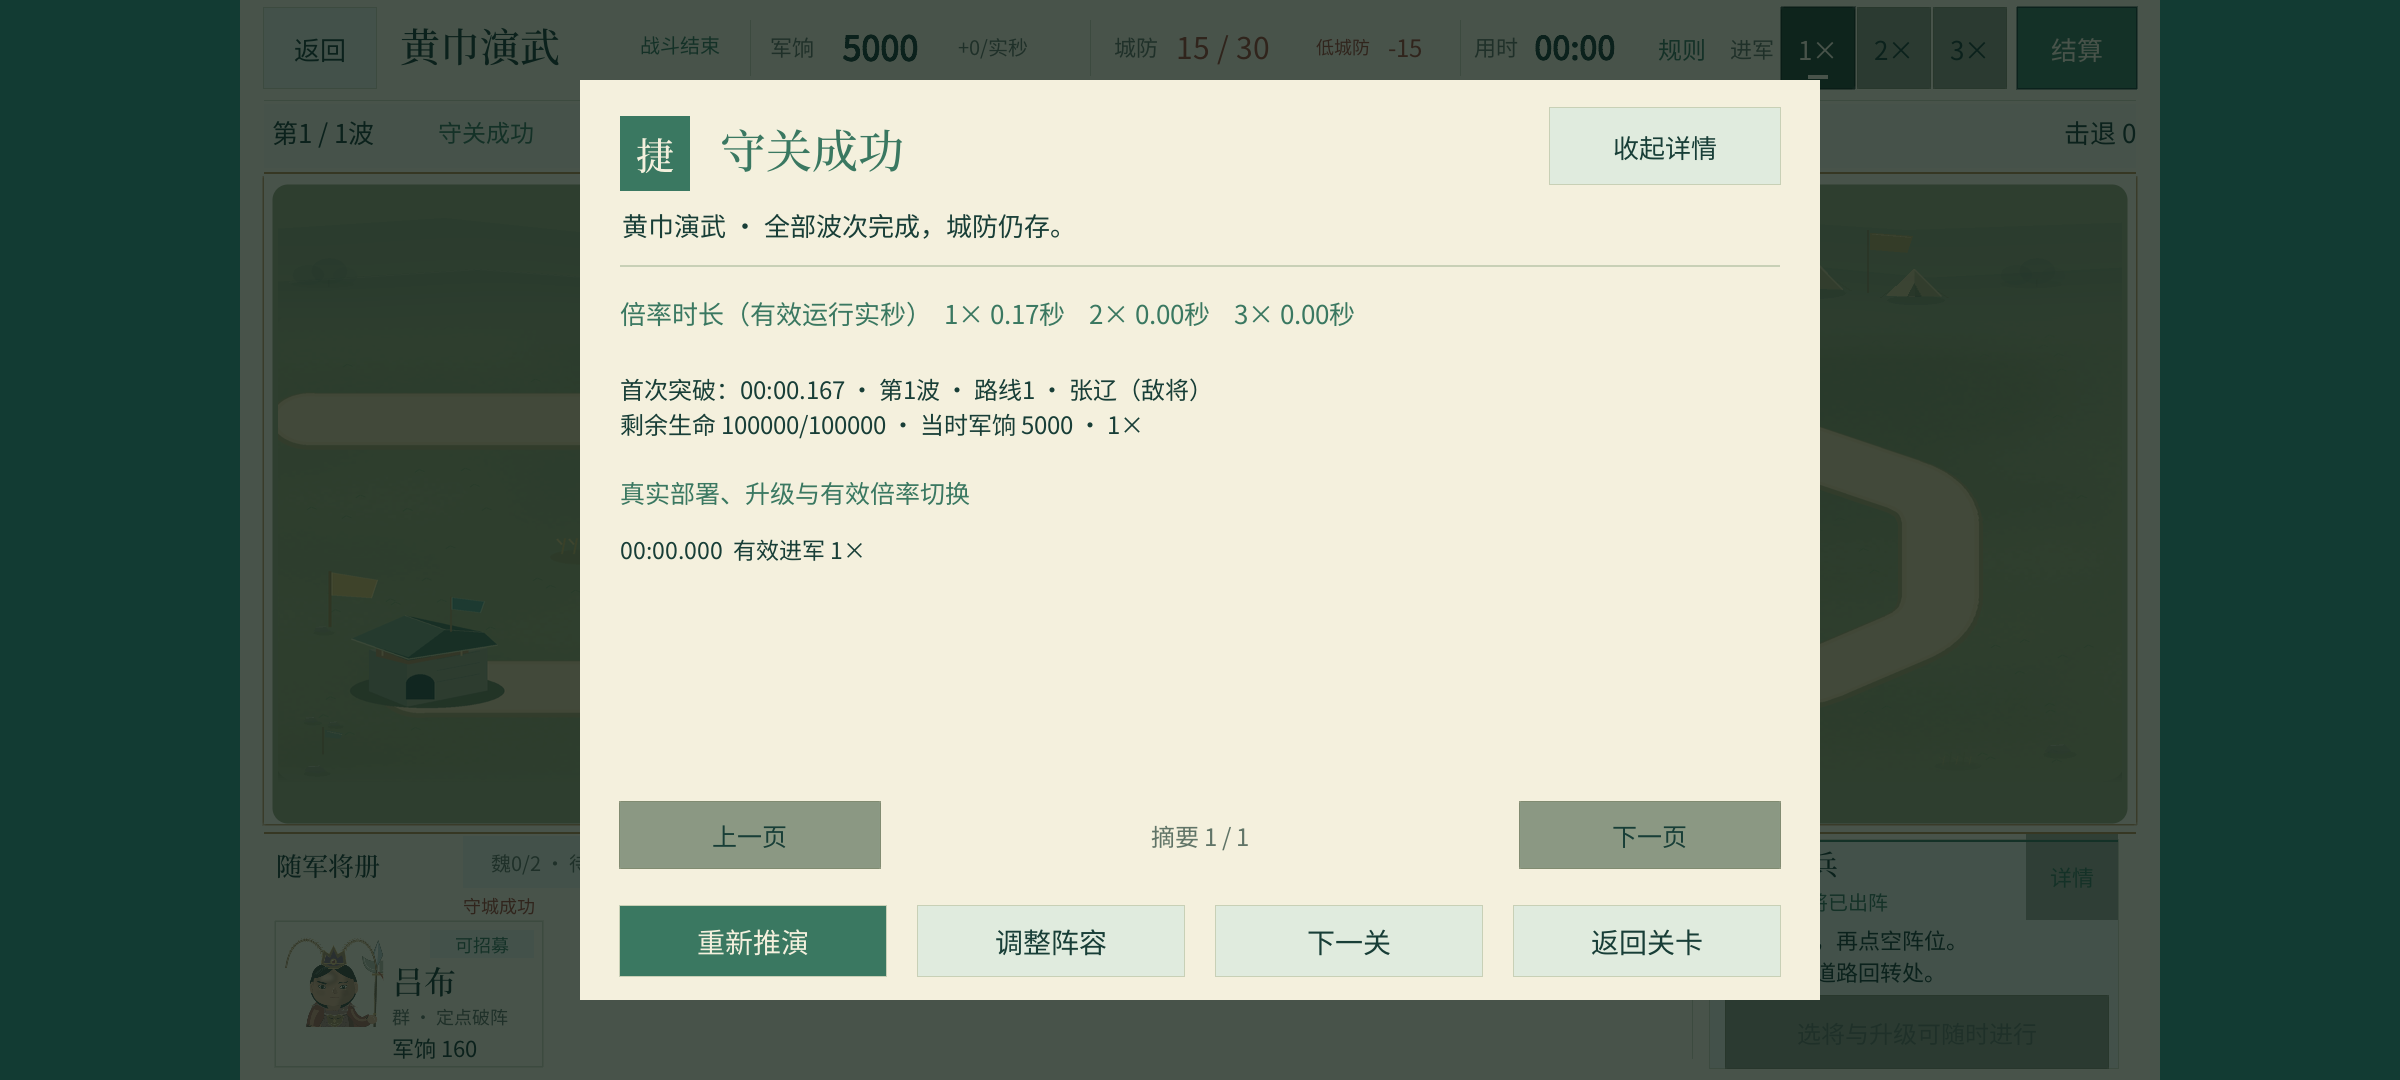 返回
黄巾演武
战斗结束
军饷 5000 +0/实秒
城防 15 / 30 低城防 -15
用时 00:00
规则
进军 1× 2× 3×
结算
第1 / 1波
守关成功
击退 0
捷
守关成功
收起详情
黄巾演武 · 全部波次完成，城防仍存。
倍率时长（有效运行实秒） 1× 0.17秒 2× 0.00秒 3× 0.00秒
首次突破：00:00.167 · 第1波 · 路线1 · 张辽（敌将）
剩余生命 100000/100000 · 当时军饷 5000 · 1×
真实部署、升级与有效倍率切换
00:00.000 有效进军 1×
上一页
摘要 1 / 1
下一页
重新推演
调整阵容
下一关
返回关卡
随军将册
魏0/2 ·
守城成功
可招募
吕布
群 · 定点破阵
军饷 160
兵
详情
已出阵
，再点空阵位。
道路回转处。
选将与升级可随时进行